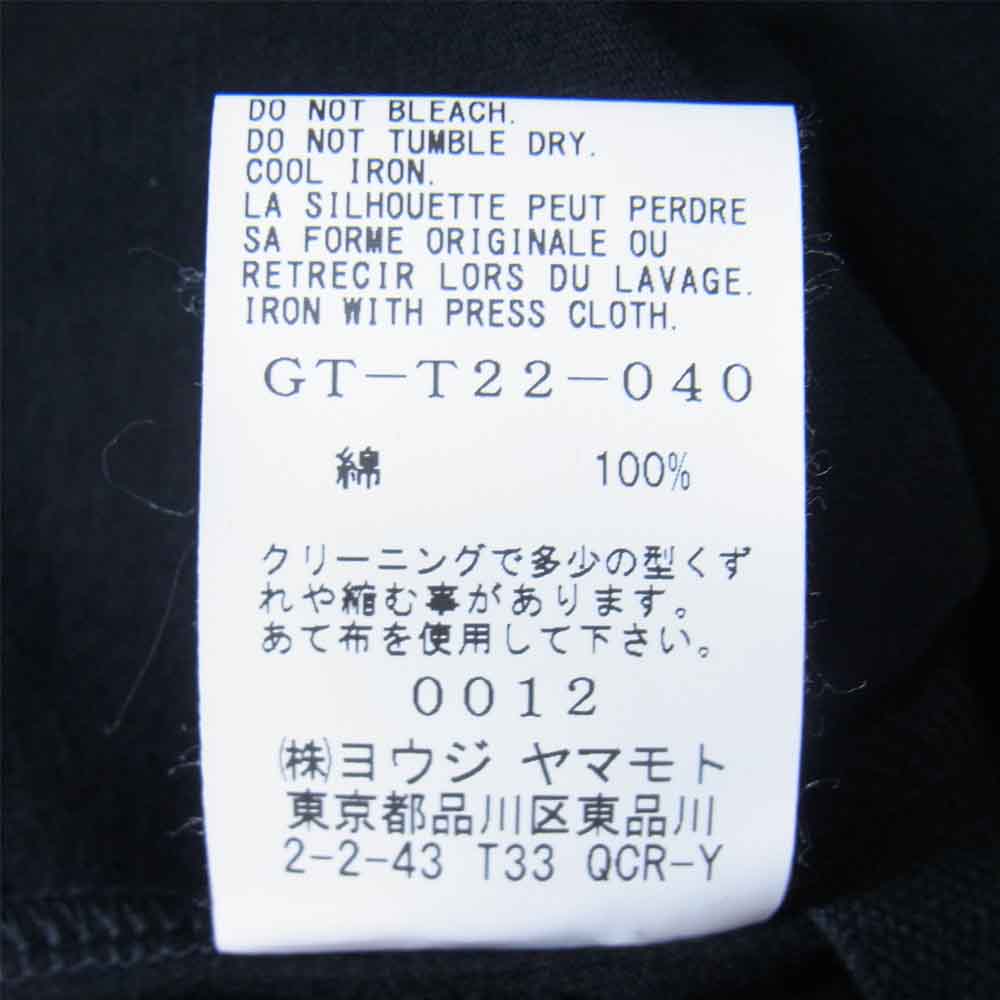 DO NOT BLEACH.
DO NOT TUMBLE DRY.
COOL IRON.
LA SILHOUETTE PEUT PERDRE
SA FORME ORIGINALE OU
RETRECIR LORS DU LAVAGE.
IRON WITH PRESS CLOTH.
GT-T22-040
綿 100%
クリーニングで多少の型くず
れや縮む事があります。
あて布を使用して下さい。
0012
㈱ヨウジ ヤマモト
東京都品川区東品川
2-2-43 T33 QCR-Y